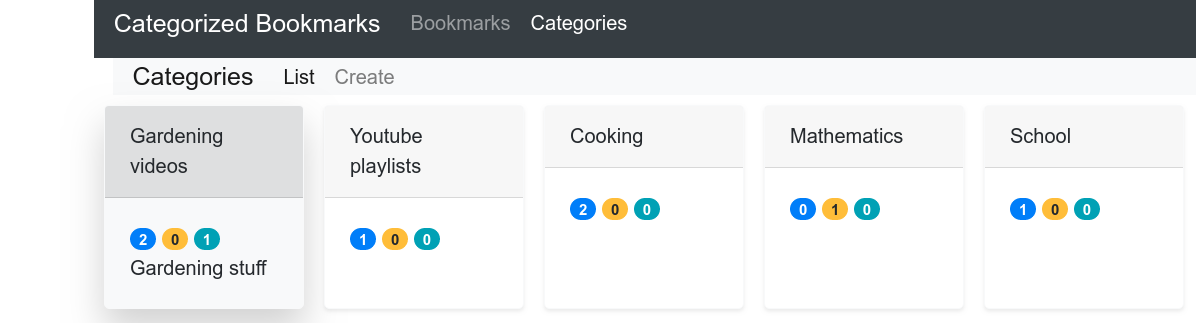 Categorized Bookmarks Bookmarks Categories
Categories List Create
Gardening
videos
2 0 1
Gardening stuff
Youtube
playlists
1 0 0
Cooking
2 0 0
Mathematics
0 1 0
School
1 0 0